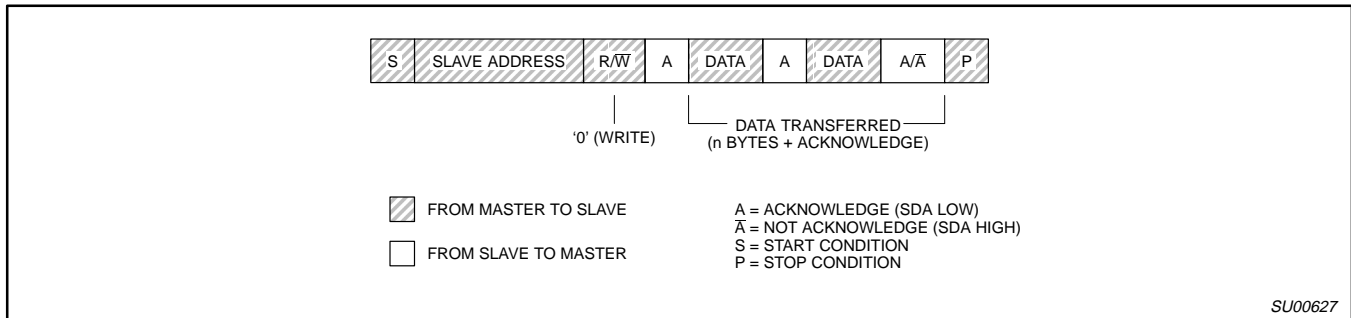 S SLAVE ADDRESS R/W̅ A DATA A DATA A/A̅ P
'0' (WRITE)
DATA TRANSFERRED
(n BYTES + ACKNOWLEDGE)
FROM MASTER TO SLAVE
FROM SLAVE TO MASTER
A = ACKNOWLEDGE (SDA LOW)
A̅ = NOT ACKNOWLEDGE (SDA HIGH)
S = START CONDITION
P = STOP CONDITION
SU00627